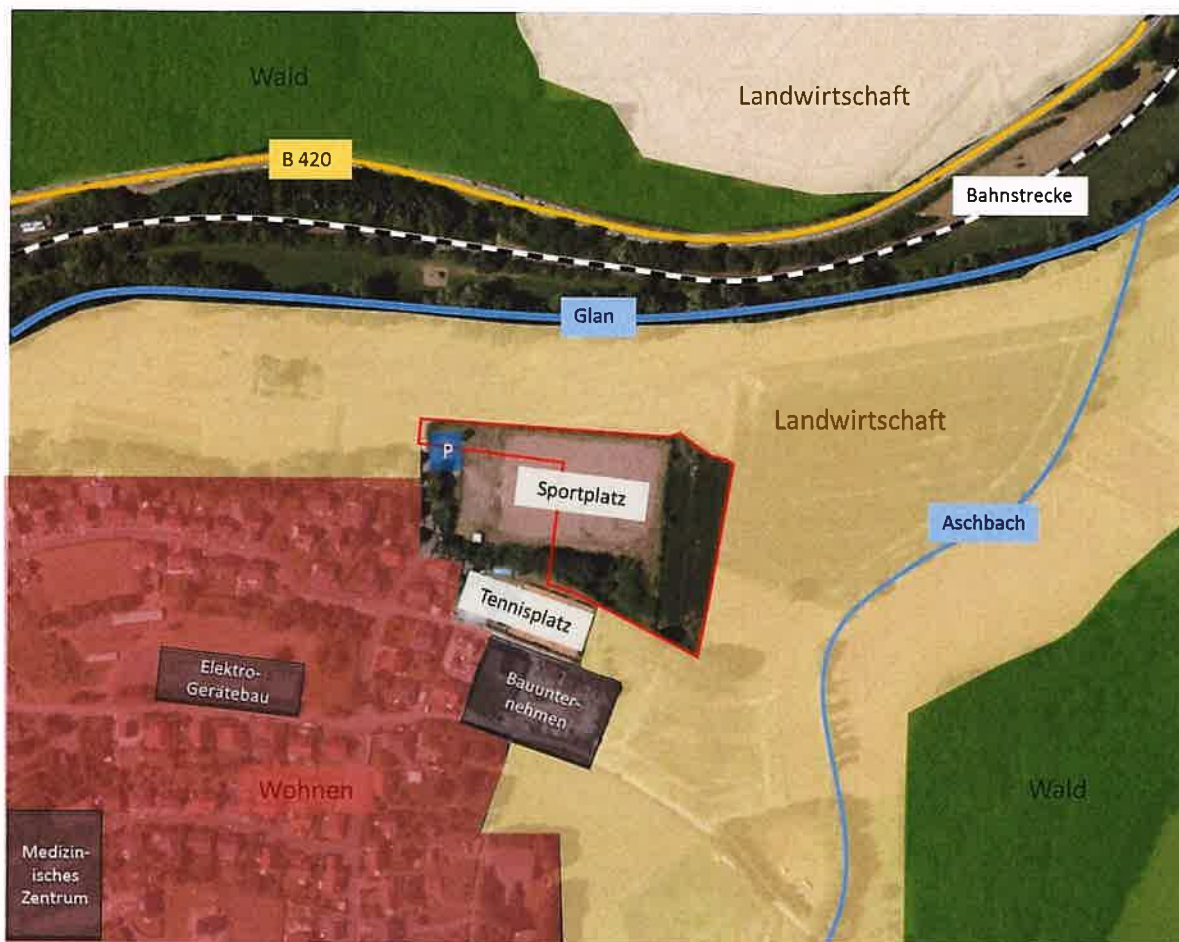 Wald
Landwirtschaft
B 420
Bahnstrecke
Glan
Landwirtschaft
P
Sportplatz
Aschbach
Tennisplatz
Elektro-
Gerätebau
Bauunter-
nehmen
Wohnen
Wald
Medizin-
isches
Zentrum